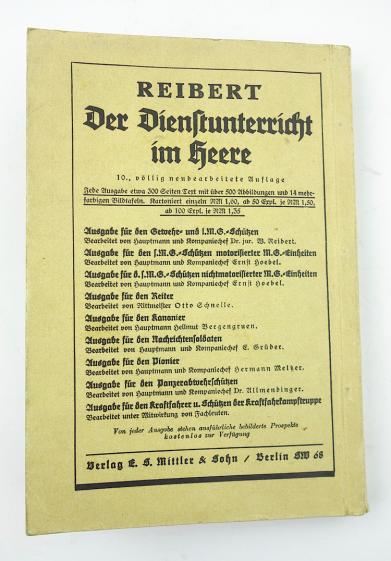 REIBERT
Der Dienstunterricht
im Heere
10., völlig neubearbeitete Auflage
Jede Ausgabe etwa 300 Seiten Text mit über 500 Abbildungen und 14 mehr-
farbigen Bildtafeln. Kartoniert einzeln RM 1,60, ab 50 Expl. je RM 1,50,
ab 100 Expl. je RM 1,35
Ausgabe für den Gewehr- und l.M.G.-Schützen
Bearbeitet von Hauptmann und Kompaniechef Dr. jur. W. Reibert.
Ausgabe für den s.M.G.-Schützen motorisierter M.G.-Einheiten
Bearbeitet von Hauptmann und Kompaniechef Ernst Hoebel.
Ausgabe für d. s.M.G.-Schützen nichtmotorisierter M.G.-Einheiten
Bearbeitet von Hauptmann und Kompaniechef Ernst Hoebel.
Ausgabe für den Reiter
Bearbeitet von Rittmeister Otto Schnelle.
Ausgabe für den Kanonier
Bearbeitet von Hauptmann Hellmut Bergengruen.
Ausgabe für den Nachrichtensoldaten
Bearbeitet von Hauptmann und Kompaniechef E. Grüber.
Ausgabe für den Pionier
Bearbeitet von Hauptmann und Kompaniechef Hermann Metzer.
Ausgabe für den Panzerabwehrschützen
Bearbeitet von Hauptmann und Kompaniechef Dr. Allmendinger.
Ausgabe für den Kraftfahrer u. Schützen der Kraftfahrkampftruppe
Bearbeitet unter Mitwirkung von Fachleuten.
Von jeder Ausgabe stehen ausführliche bebilderte Prospekte
kostenlos zur Verfügung
Verlag E. S. Mittler & Sohn / Berlin SW 68